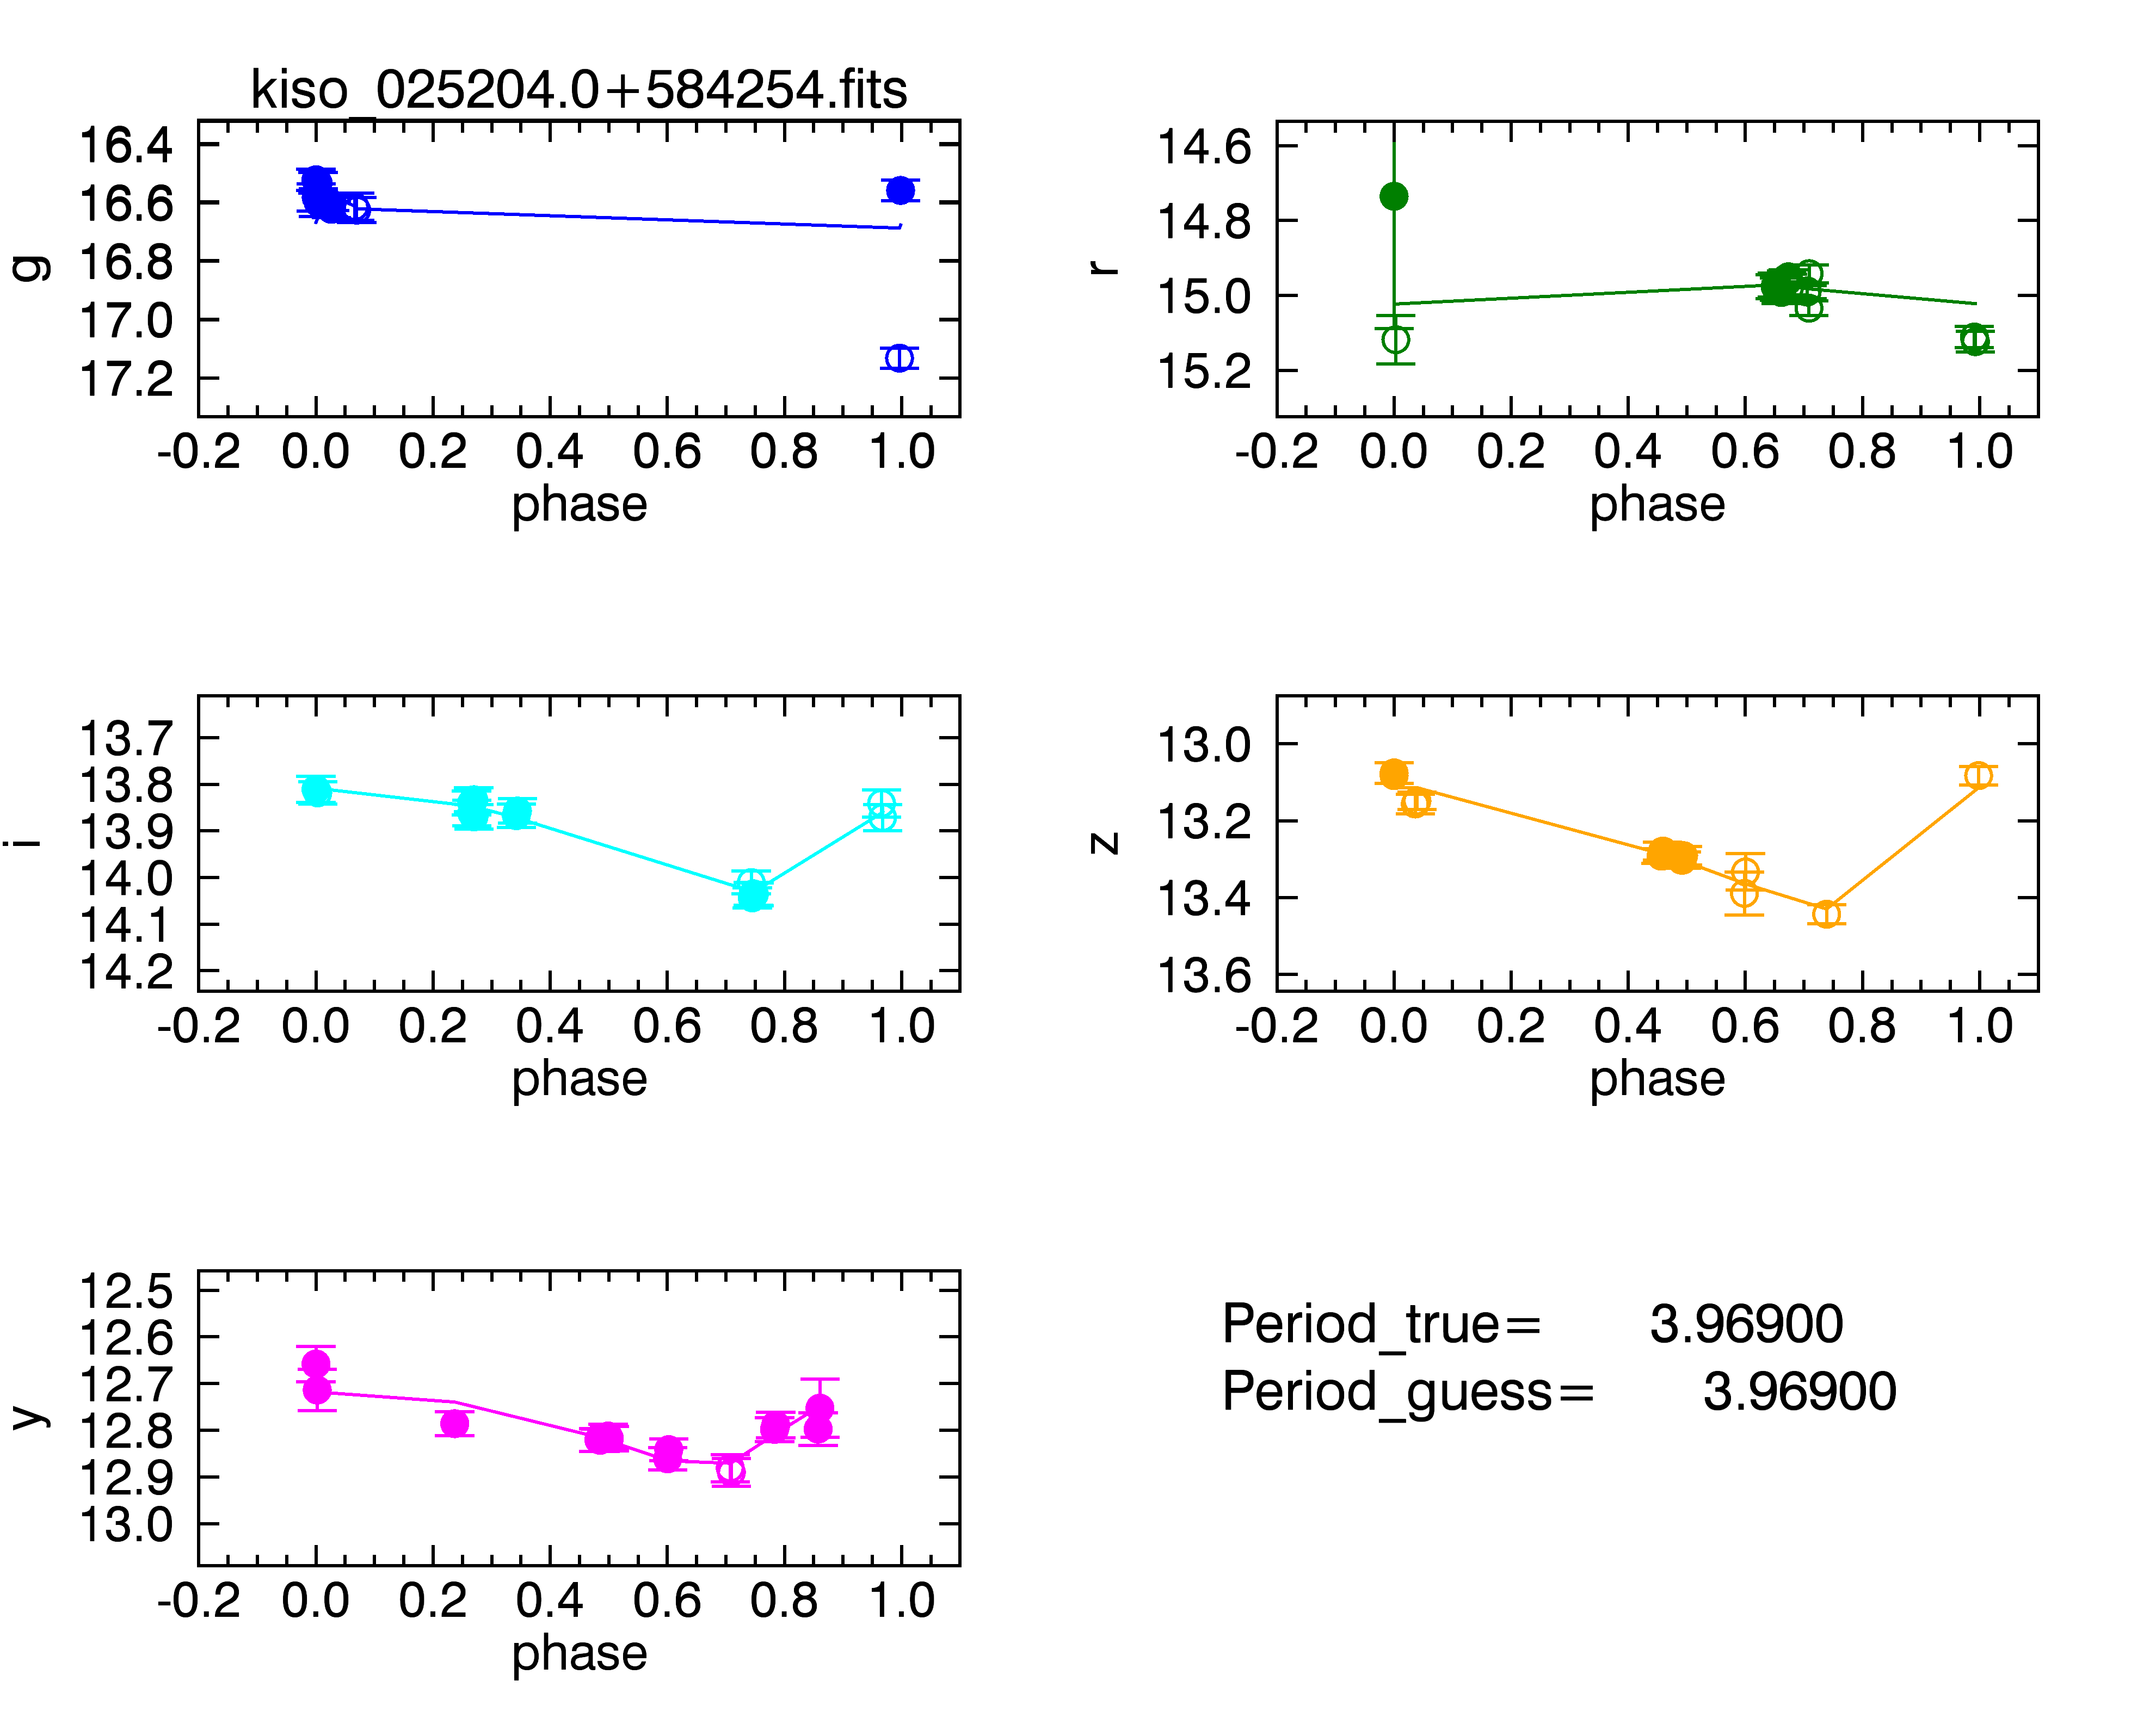 kiso_025204.0+584254.fits
g
16.4
16.6
16.8
17.0
17.2
-0.2 0.0 0.2 0.4 0.6 0.8 1.0
phase
r
14.6
14.8
15.0
15.2
-0.2 0.0 0.2 0.4 0.6 0.8 1.0
phase
i
13.7
13.8
13.9
14.0
14.1
14.2
-0.2 0.0 0.2 0.4 0.6 0.8 1.0
phase
z
13.0
13.2
13.4
13.6
-0.2 0.0 0.2 0.4 0.6 0.8 1.0
phase
y
12.5
12.6
12.7
12.8
12.9
13.0
-0.2 0.0 0.2 0.4 0.6 0.8 1.0
phase
Period_true= 3.96900
Period_guess= 3.96900